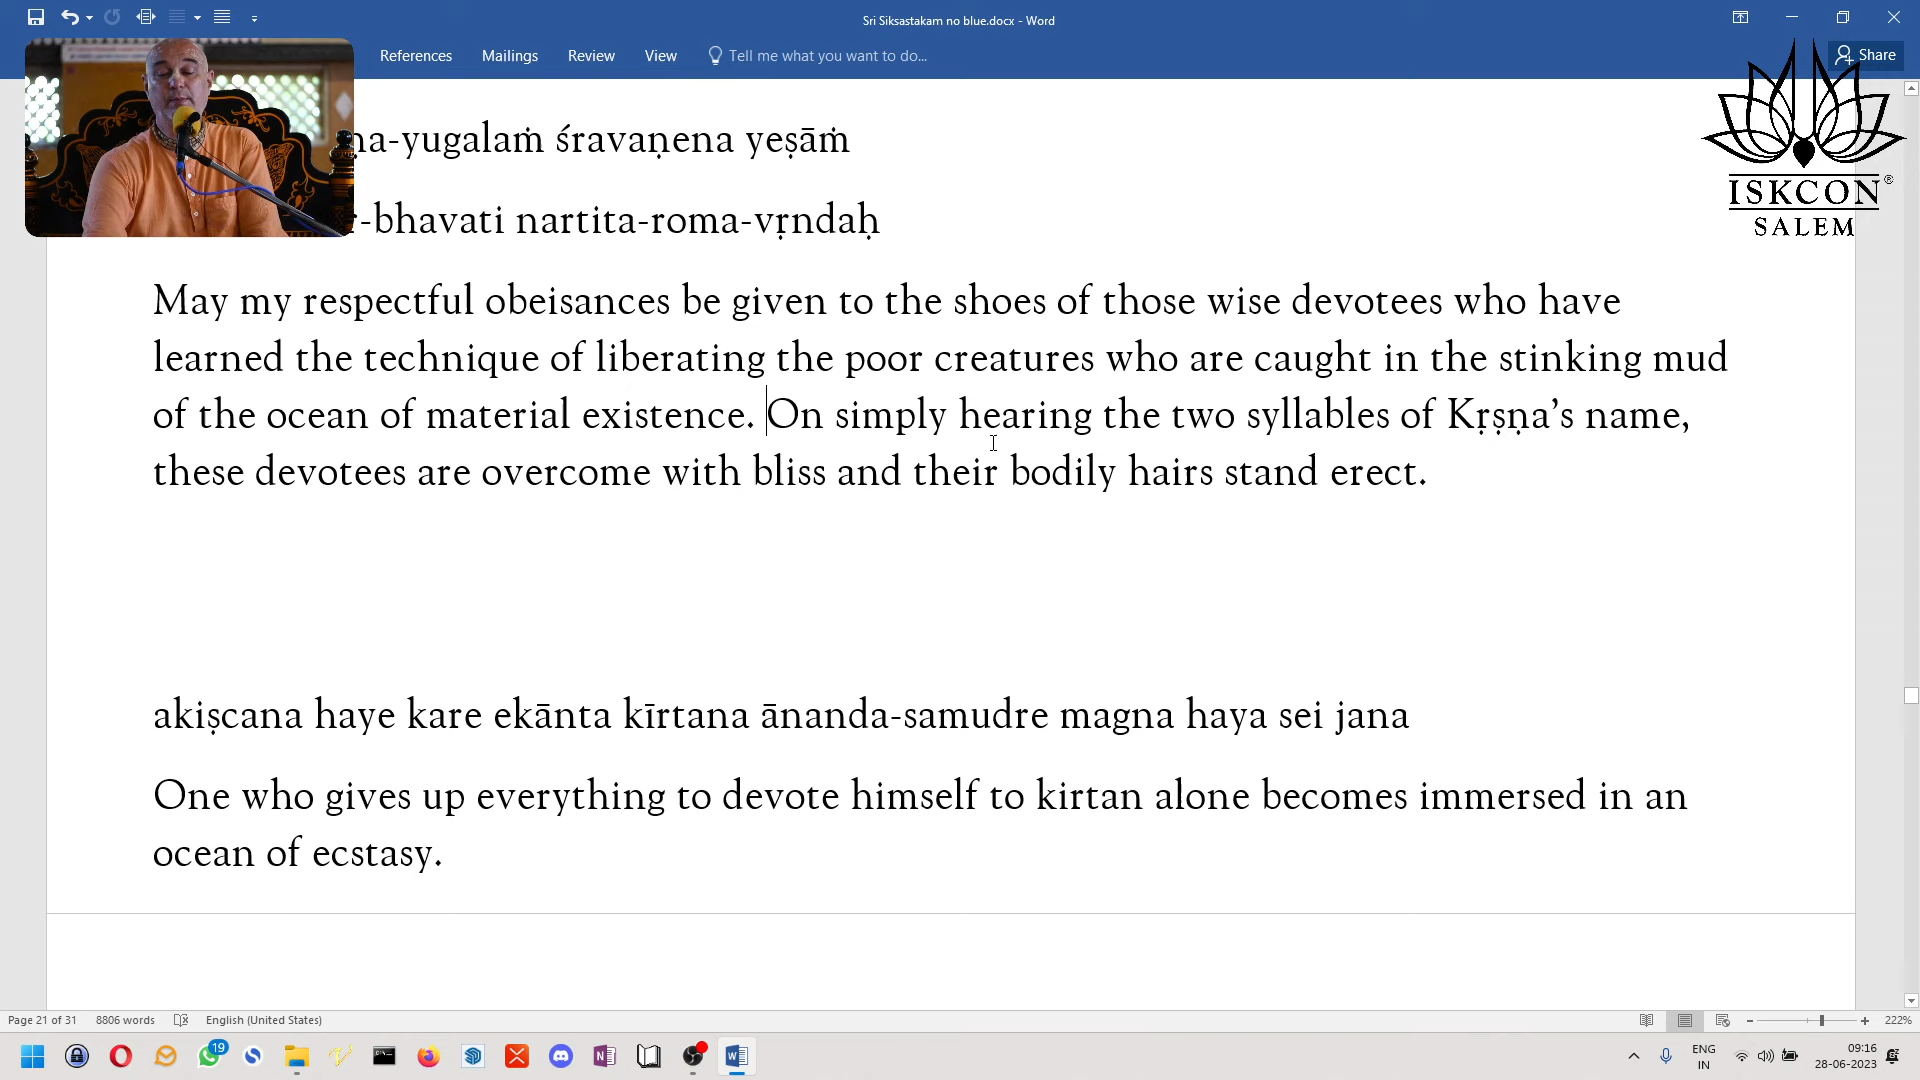 Sri Siksastakam no blue.docx - Word
References Mailings Review View Tell me what you want to do... Share
ISKCON®
SALEM
ṇa-yugalaṁ śravaṇena yeṣāṁ
r-bhavati nartita-roma-vṛndaḥ
May my respectful obeisances be given to the shoes of those wise devotees who have
learned the technique of liberating the poor creatures who are caught in the stinking mud
of the ocean of material existence. On simply hearing the two syllables of Kṛṣṇa’s name,
these devotees are overcome with bliss and their bodily hairs stand erect.
akiṣcana haye kare ekānta kīrtana ānanda-samudre magna haya sei jana
One who gives up everything to devote himself to kirtan alone becomes immersed in an
ocean of ecstasy.
Page 21 of 31 8806 words English (United States) 222%
19
ENG
IN
09:16
28-06-2023